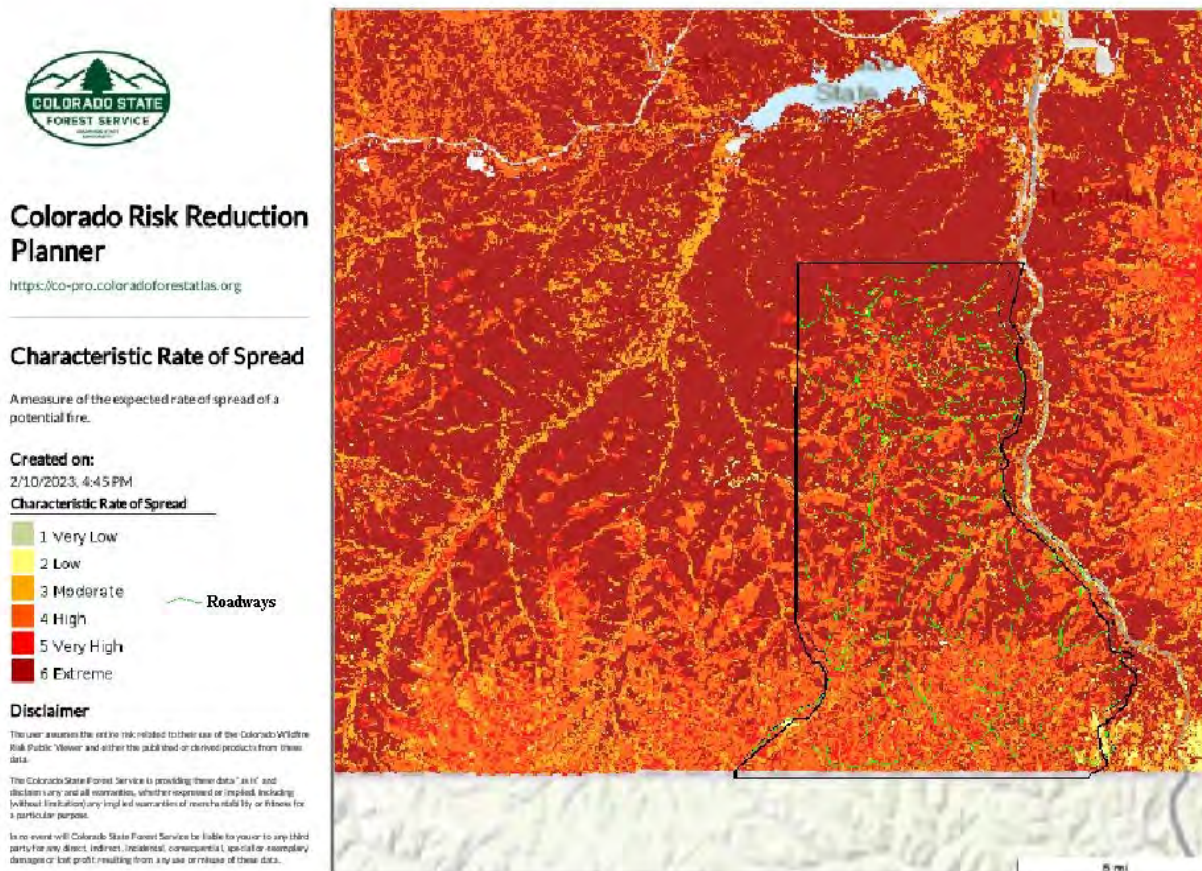 COLORADO STATE
FOREST SERVICE
Colorado Risk Reduction
Planner
https://co-pro.coloradoforestatlas.org
Characteristic Rate of Spread
A measure of the expected rate of spread of a
potential fire.
Created on:
2/10/2023, 4:45 PM
Characteristic Rate of Spread
1 Very Low
2 Low
3 Moderate
4 High
5 Very High
6 Extreme
Roadways
Disclaimer
The user assumes the entire risk related to their use of the Colorado Wildfire
Risk Public Viewer and either the published or derived products from these
data.
The Colorado State Forest Service is providing these data "as is" and
disclaims any and all warranties, whether expressed or implied, including
(without limitation) any implied warranties of merchantability or fitness for
a particular purpose.
In no event will Colorado State Forest Service be liable to you or to any third
party for any direct, indirect, incidental, consequential, special or exemplary
damages or lost profit resulting from any use or misuse of these data.
State
5 mi